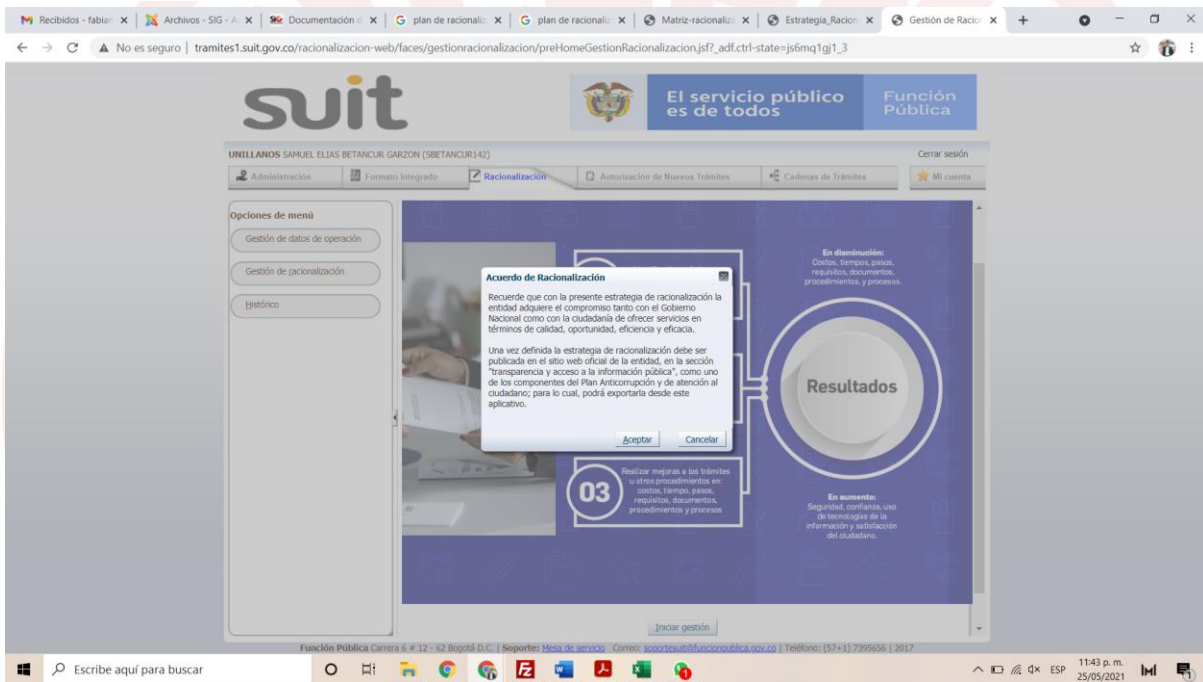 Recibidos - fabian
Archivos - SIG - A
Documentación
plan de racionaliz
plan de racionaliz
Matriz-racionaliza
Estrategia_Racion
Gestión de Racion
No es seguro | tramites1.suit.gov.co/racionalizacion-web/faces/gestionracionalizacion/preHomeGestionRacionalizacion.jsf?_adf.ctrl-state=js6mq1gj1_3
suit
El servicio público
es de todos
Función
Pública
UNILLANOS SAMUEL ELIAS BETANCUR GARZON (SBETANCUR142)
Cerrar sesión
Administración
Formato integrado
Racionalización
Autorización de Nuevos Trámites
Cadenas de Trámites
Mi cuenta
Opciones de menú
Gestión de datos de operación
Gestión de racionalización
Histórico
En disminución:
Costos, tiempos, pasos,
requisitos, documentos,
procedimientos, y procesos.
Acuerdo de Racionalización
Recuerde que con la presente estrategia de racionalización la
entidad adquiere el compromiso tanto con el Gobierno
Nacional como con la ciudadanía de ofrecer servicios en
términos de calidad, oportunidad, eficiencia y eficacia.
Una vez definida la estrategia de racionalización debe ser
publicada en el sitio web oficial de la entidad, en la sección
"transparencia y acceso a la información pública", como uno
de los componentes del Plan Anticorrupción y de atención al
ciudadano; para lo cual, podrá exportarla desde este
aplicativo.
Aceptar
Cancelar
Resultados
03
Realizar mejoras a los trámites
u otros procedimientos en:
costos, tiempo, pasos,
requisitos, documentos,
procedimientos y procesos
En aumento:
Seguridad, confianza, uso
de tecnologías de la
información y satisfacción
del ciudadano.
Iniciar gestión
Función Pública Carrera 6 # 12 - 62 Bogotá D.C. | Soporte: Mesa de servicio Correo: soportesuit@funcionpublica.gov.co | Teléfono: (57+1) 7395656 | 2017
Escribe aquí para buscar
ESP
11:43 p. m.
25/05/2021